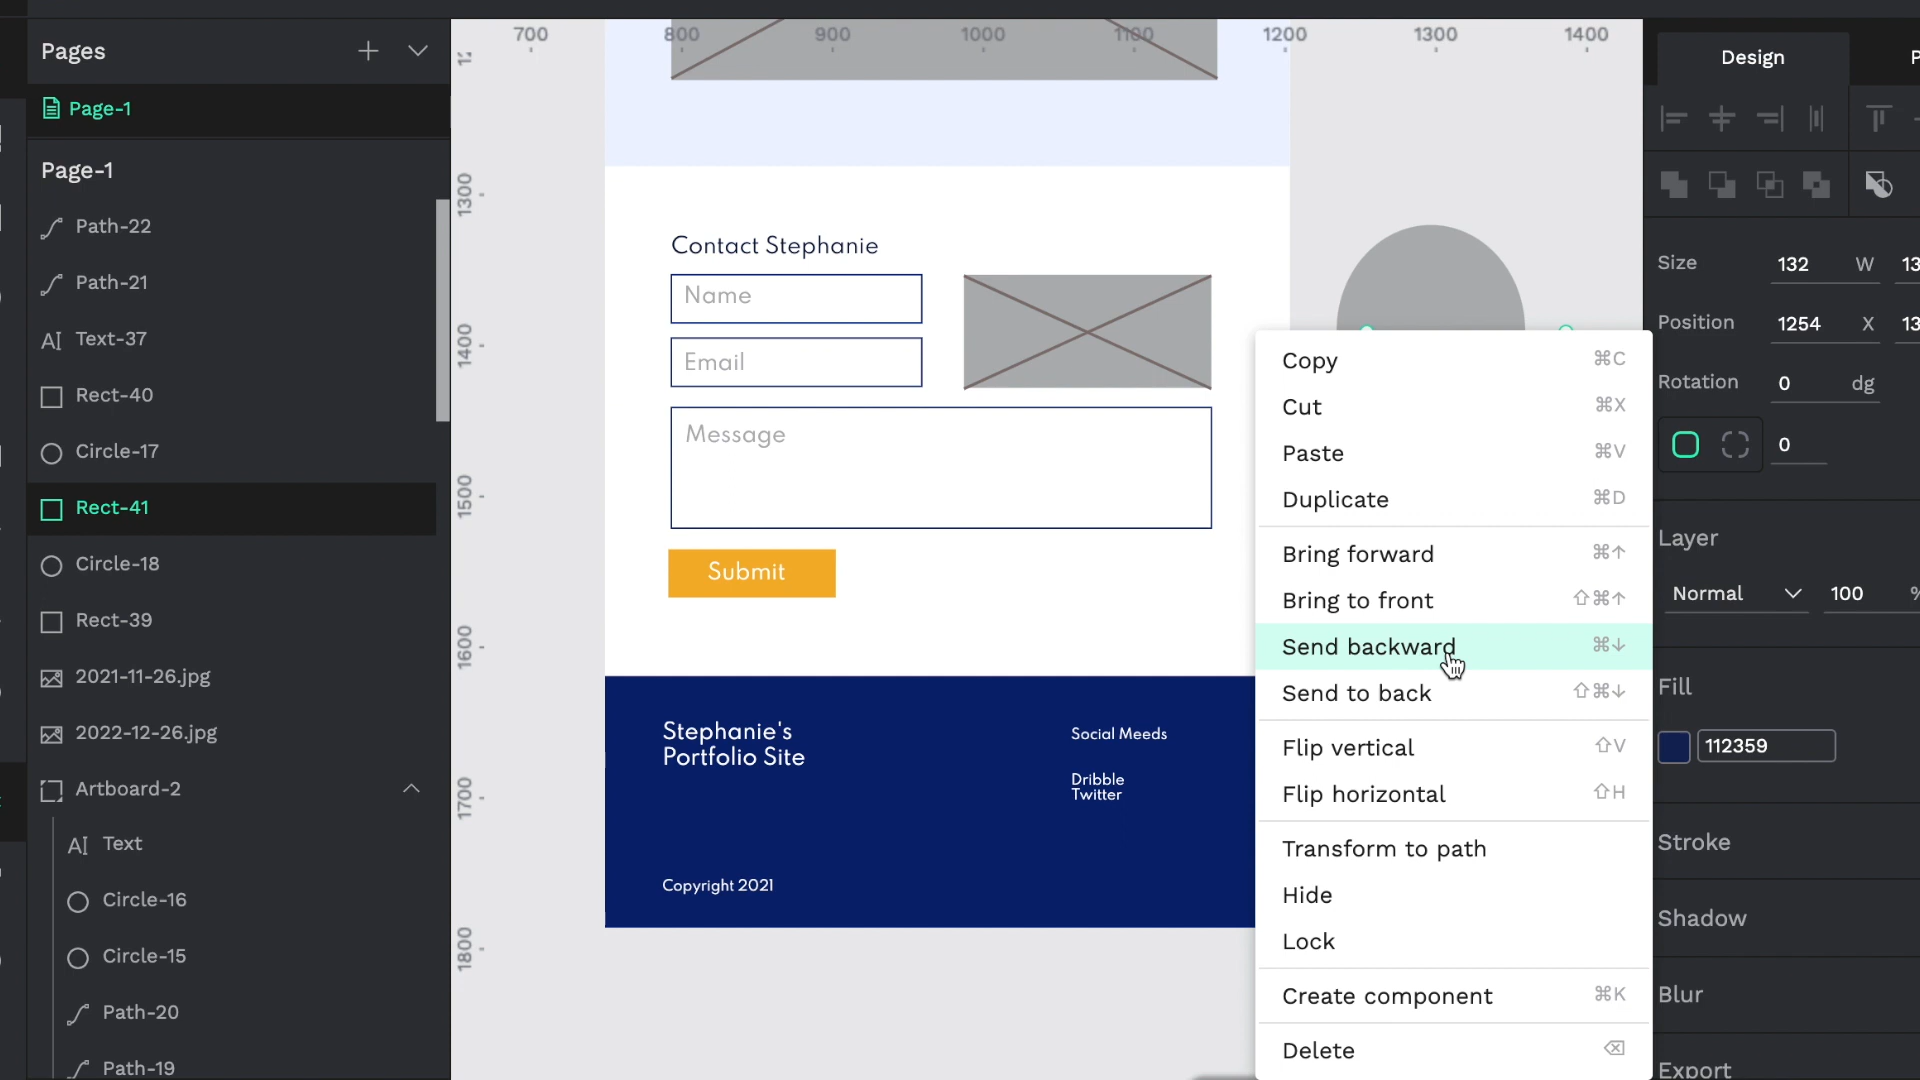 Pages
Page-1
Page-1
Path-22
Path-21
Text-37
Rect-40
Circle-17
Rect-41
Circle-18
Rect-39
2021-11-26.jpg
2022-12-26.jpg
Artboard-2
Text
Circle-16
Circle-15
Path-20
Path-19
700 800 900 1000 1100 1200 1300 1400
1300
1400
1500
1600
1700
1800
Contact Stephanie
Name
Email
Message
Submit
Stephanie's
Portfolio Site
Social Meeds
Dribble
Twitter
Copyright 2021
Copy ⌘C
Cut ⌘X
Paste ⌘V
Duplicate ⌘D
Bring forward ⌘↑
Bring to front ⇧⌘↑
Send backward ⌘↓
Send to back ⇧⌘↓
Flip vertical ⇧V
Flip horizontal ⇧H
Transform to path
Hide
Lock
Create component ⌘K
Delete ⌫
Design
Size 132 W
Position 1254 X
Rotation 0 dg
0
Layer
Normal 100 %
Fill
112359
Stroke
Shadow
Blur
Export